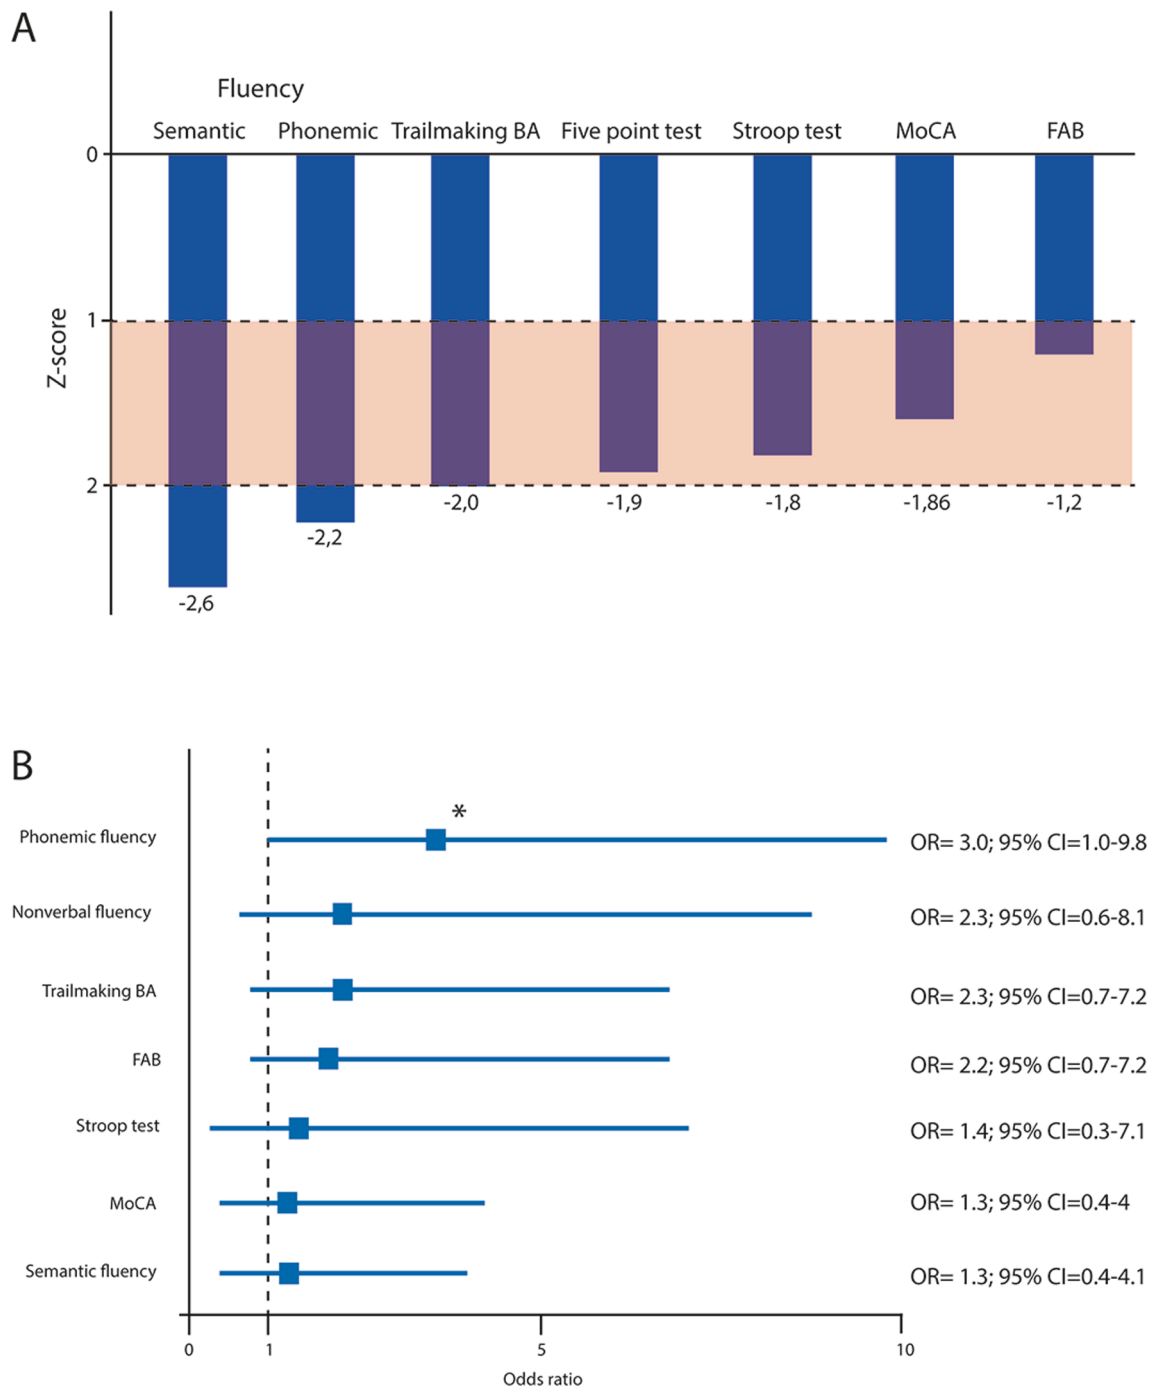 A
Fluency
Semantic Phonemic Trailmaking BA Five point test Stroop test MoCA FAB
0
1
Z-score
2
-2,0 -1,9 -1,8 -1,86 -1,2
-2,2
-2,6
B
*
Phonemic fluency OR= 3.0; 95% CI=1.0-9.8
Nonverbal fluency OR= 2.3; 95% CI=0.6-8.1
Trailmaking BA OR= 2.3; 95% CI=0.7-7.2
FAB OR= 2.2; 95% CI=0.7-7.2
Stroop test OR= 1.4; 95% CI=0.3-7.1
MoCA OR= 1.3; 95% CI=0.4-4
Semantic fluency OR= 1.3; 95% CI=0.4-4.1
0 1 5 10
Odds ratio